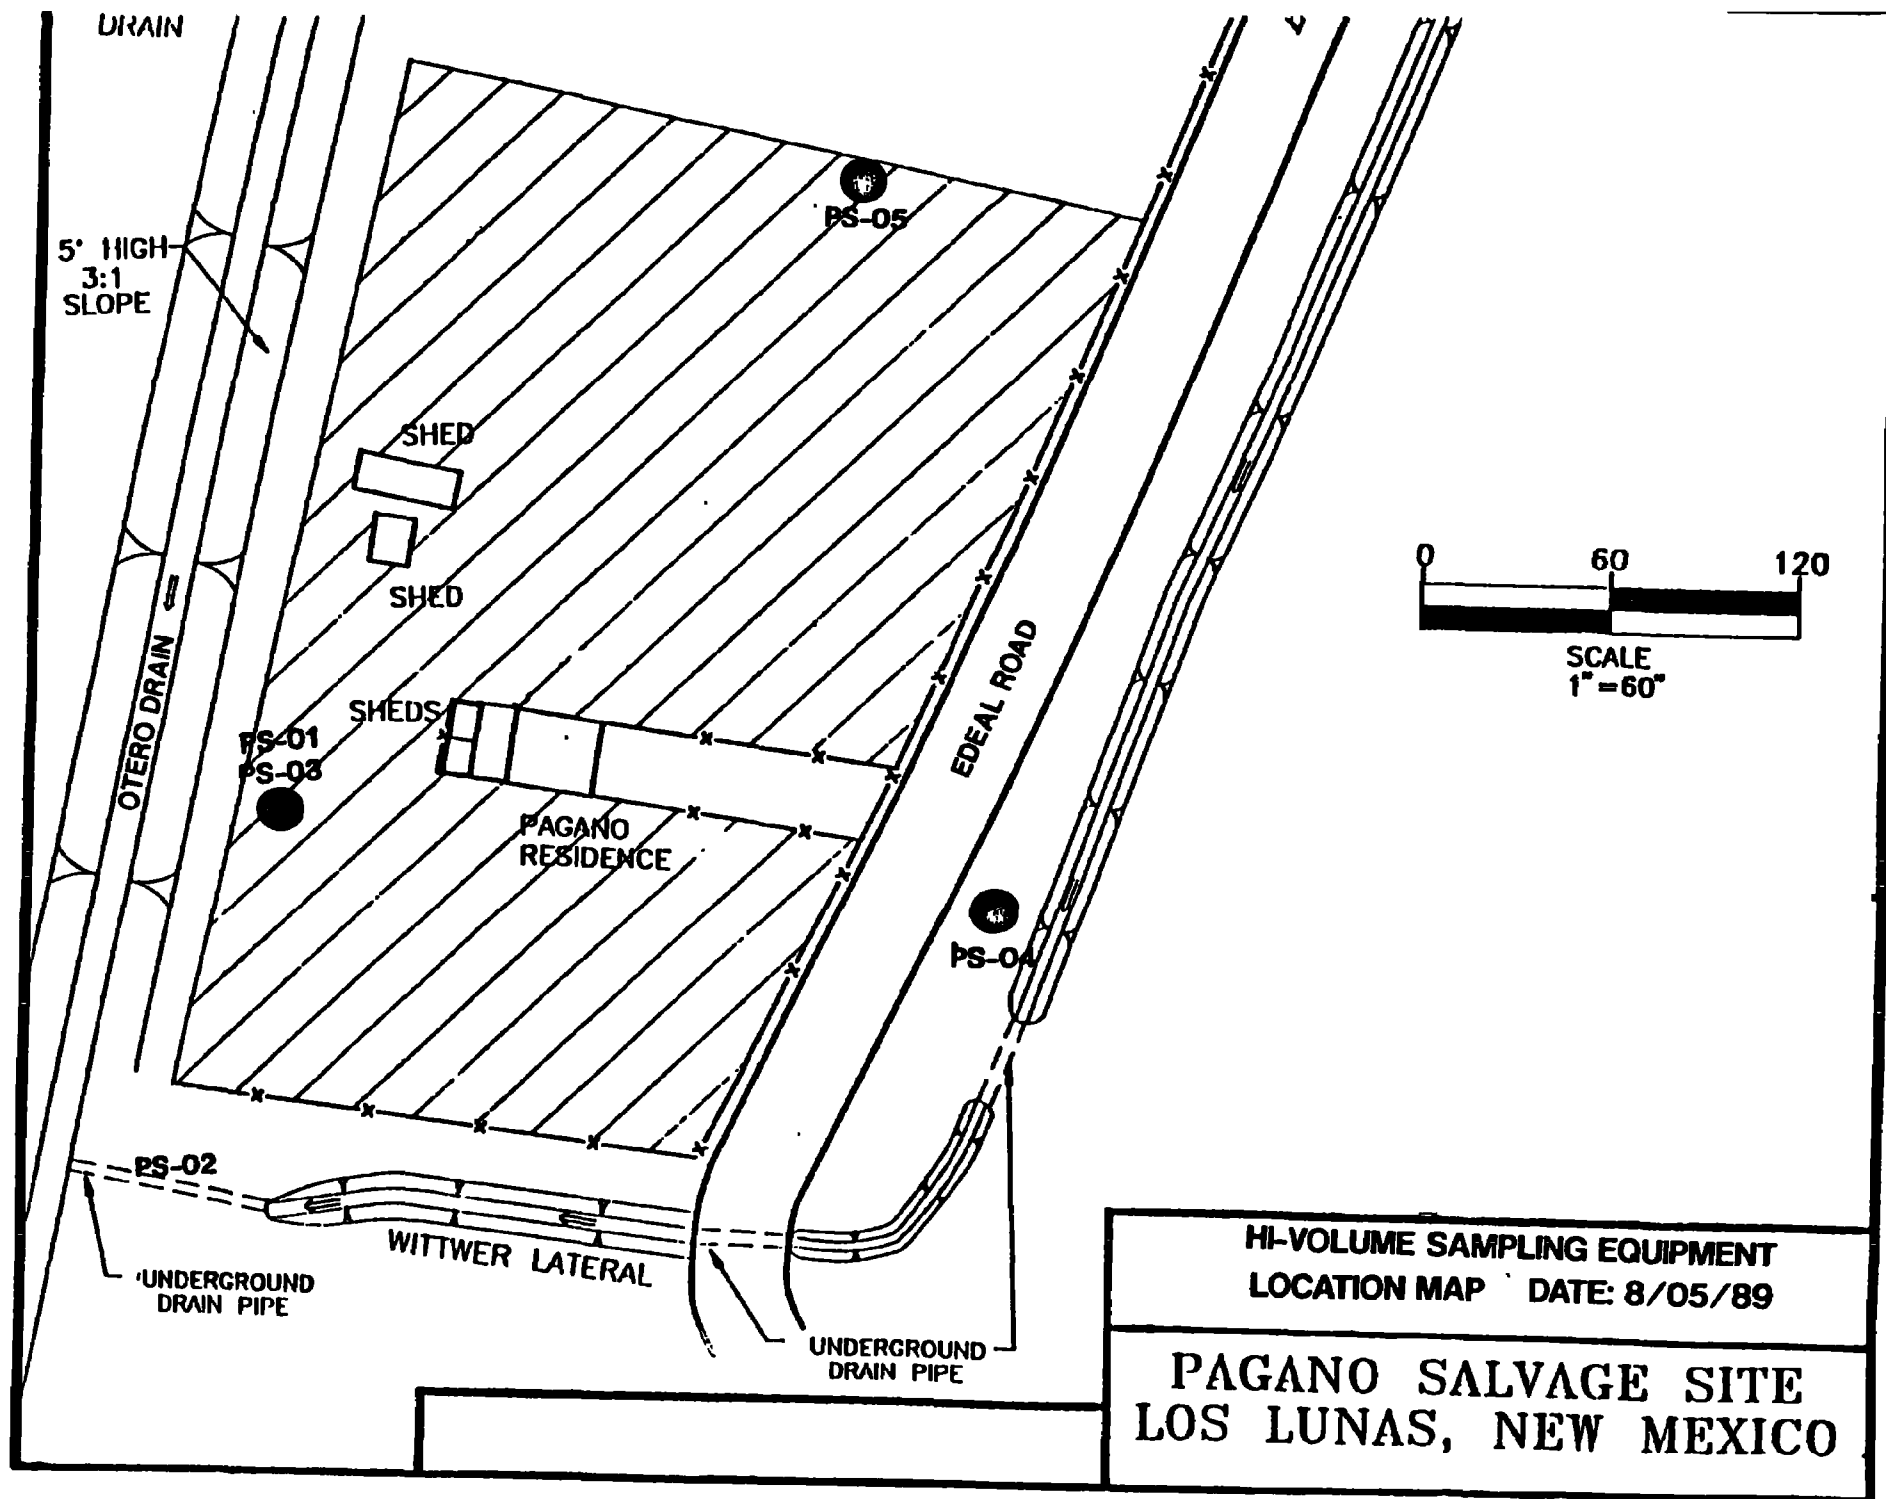 DRAIN
5' HIGH
3:1
SLOPE
PS-05
SHED
SHED
0 60 120
SCALE
1"=60"
OTERO DRAIN
EDEAL ROAD
SHEDS
PS-01
PS-03
PAGANO
RESIDENCE
PS-04
PS-02
WITTWER LATERAL
UNDERGROUND
DRAIN PIPE
UNDERGROUND
DRAIN PIPE
HI-VOLUME SAMPLING EQUIPMENT
LOCATION MAP DATE: 8/05/89
PAGANO SALVAGE SITE
LOS LUNAS, NEW MEXICO